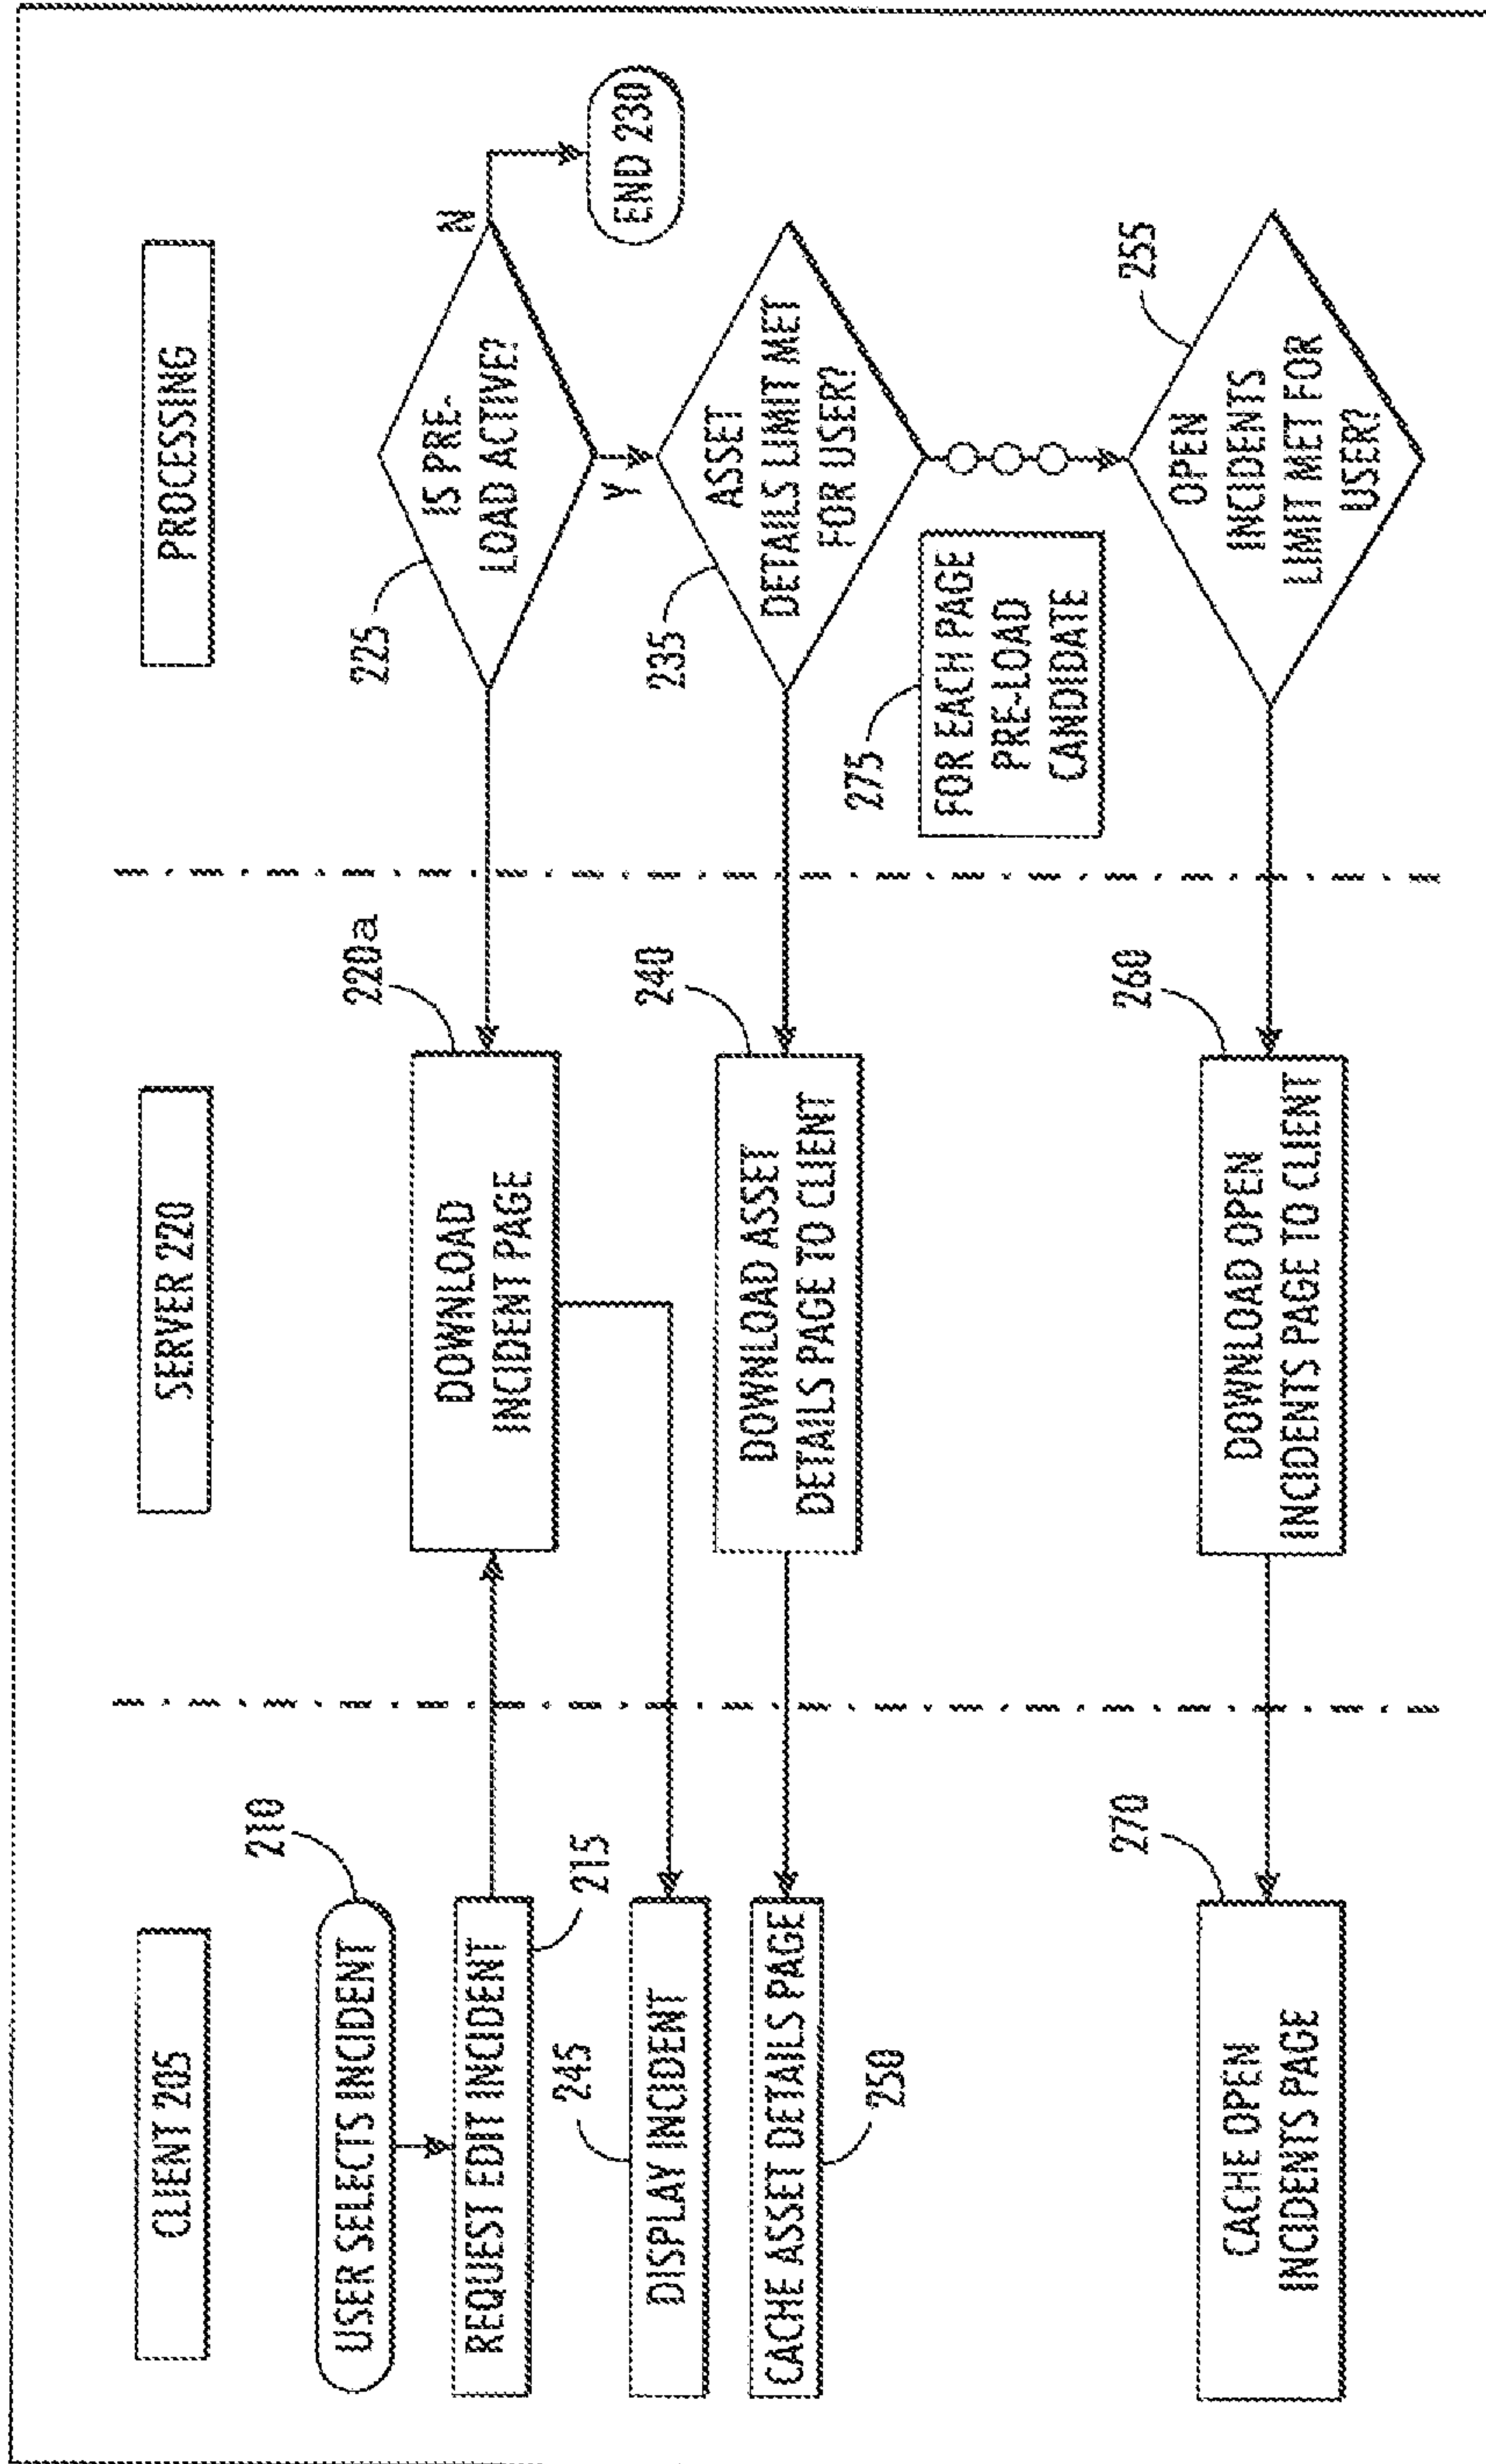 CLIENT 205
SERVER 220
PROCESSING
210
USER SELECTS INCIDENT
REQUEST EDIT INCIDENT
215
220a
DOWNLOAD
INCIDENT PAGE
225
IS PRE-
LOAD ACTIVE?
N
END 230
Y
245
DISPLAY INCIDENT
CACHE ASSET DETAILS PAGE
250
240
DOWNLOAD ASSET
DETAILS PAGE TO CLIENT
235
ASSET
DETAILS LIMIT MET
FOR USER?
275
FOR EACH PAGE
PRE-LOAD
CANDIDATE
270
CACHE OPEN
INCIDENTS PAGE
260
DOWNLOAD OPEN
INCIDENTS PAGE TO CLIENT
255
OPEN
INCIDENTS
LIMIT MET FOR
USER?